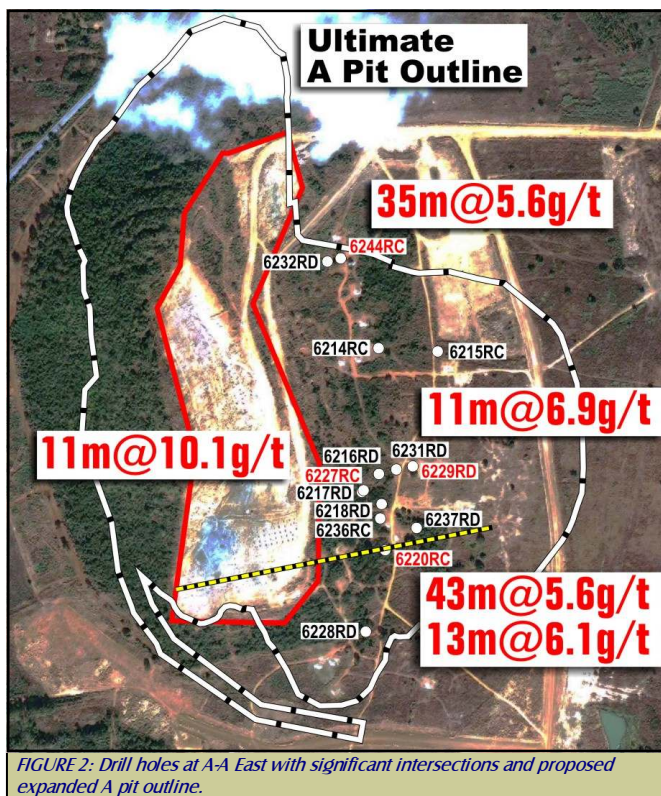 Ultimate
A Pit Outline
35m@5.6g/t
6244RC
6232RD
6214RC
6215RC
11m@6.9g/t
11m@10.1g/t
6216RD
6231RD
6227RC
6229RD
6217RD
6218RD
6236RC
6237RD
6220RC
43m@5.6g/t
13m@6.1g/t
6228RD
FIGURE 2: Drill holes at A-A East with significant intersections and proposed
expanded A pit outline.